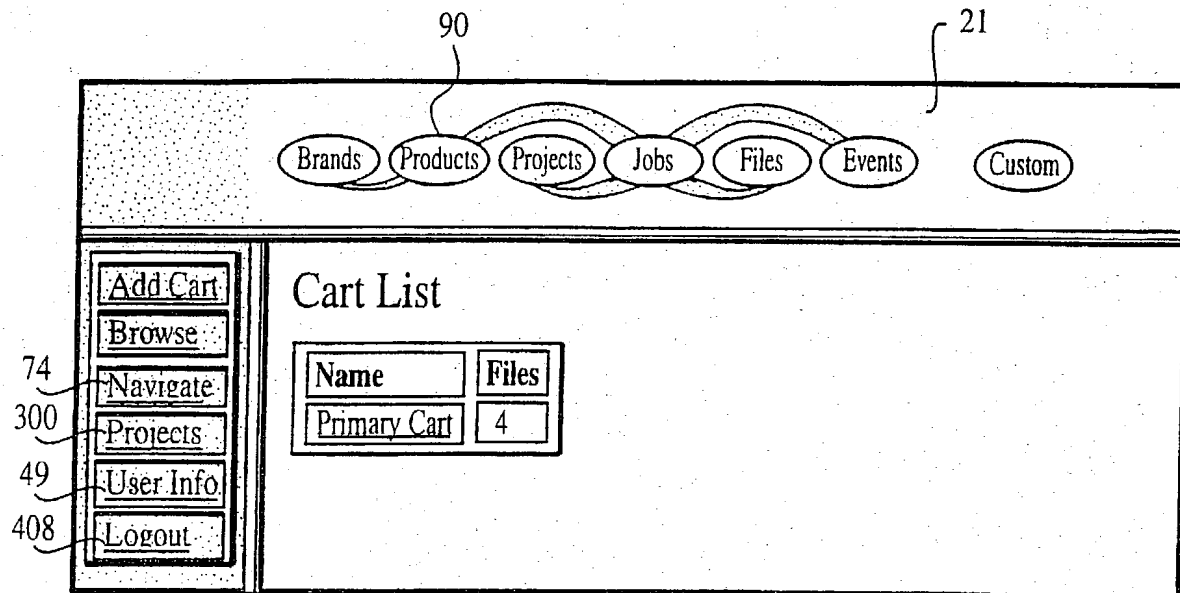 90
21
Brands Products Projects Jobs Files Events Custom
Add Cart
Browse
74 Navigate
300 Projects
49 User Info
408 Logout
Cart List
Name Files
Primary Cart 4